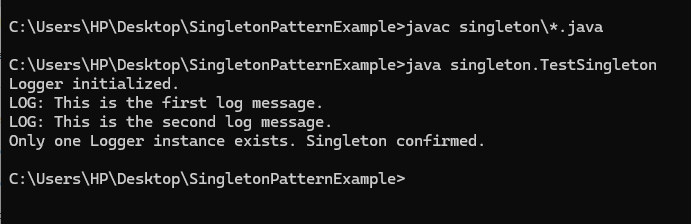 C:\Users\HP\Desktop\SingletonPatternExample>javac singleton\*.java
C:\Users\HP\Desktop\SingletonPatternExample>java singleton.TestSingleton
Logger initialized.
LOG: This is the first log message.
LOG: This is the second log message.
Only one Logger instance exists. Singleton confirmed.
C:\Users\HP\Desktop\SingletonPatternExample>